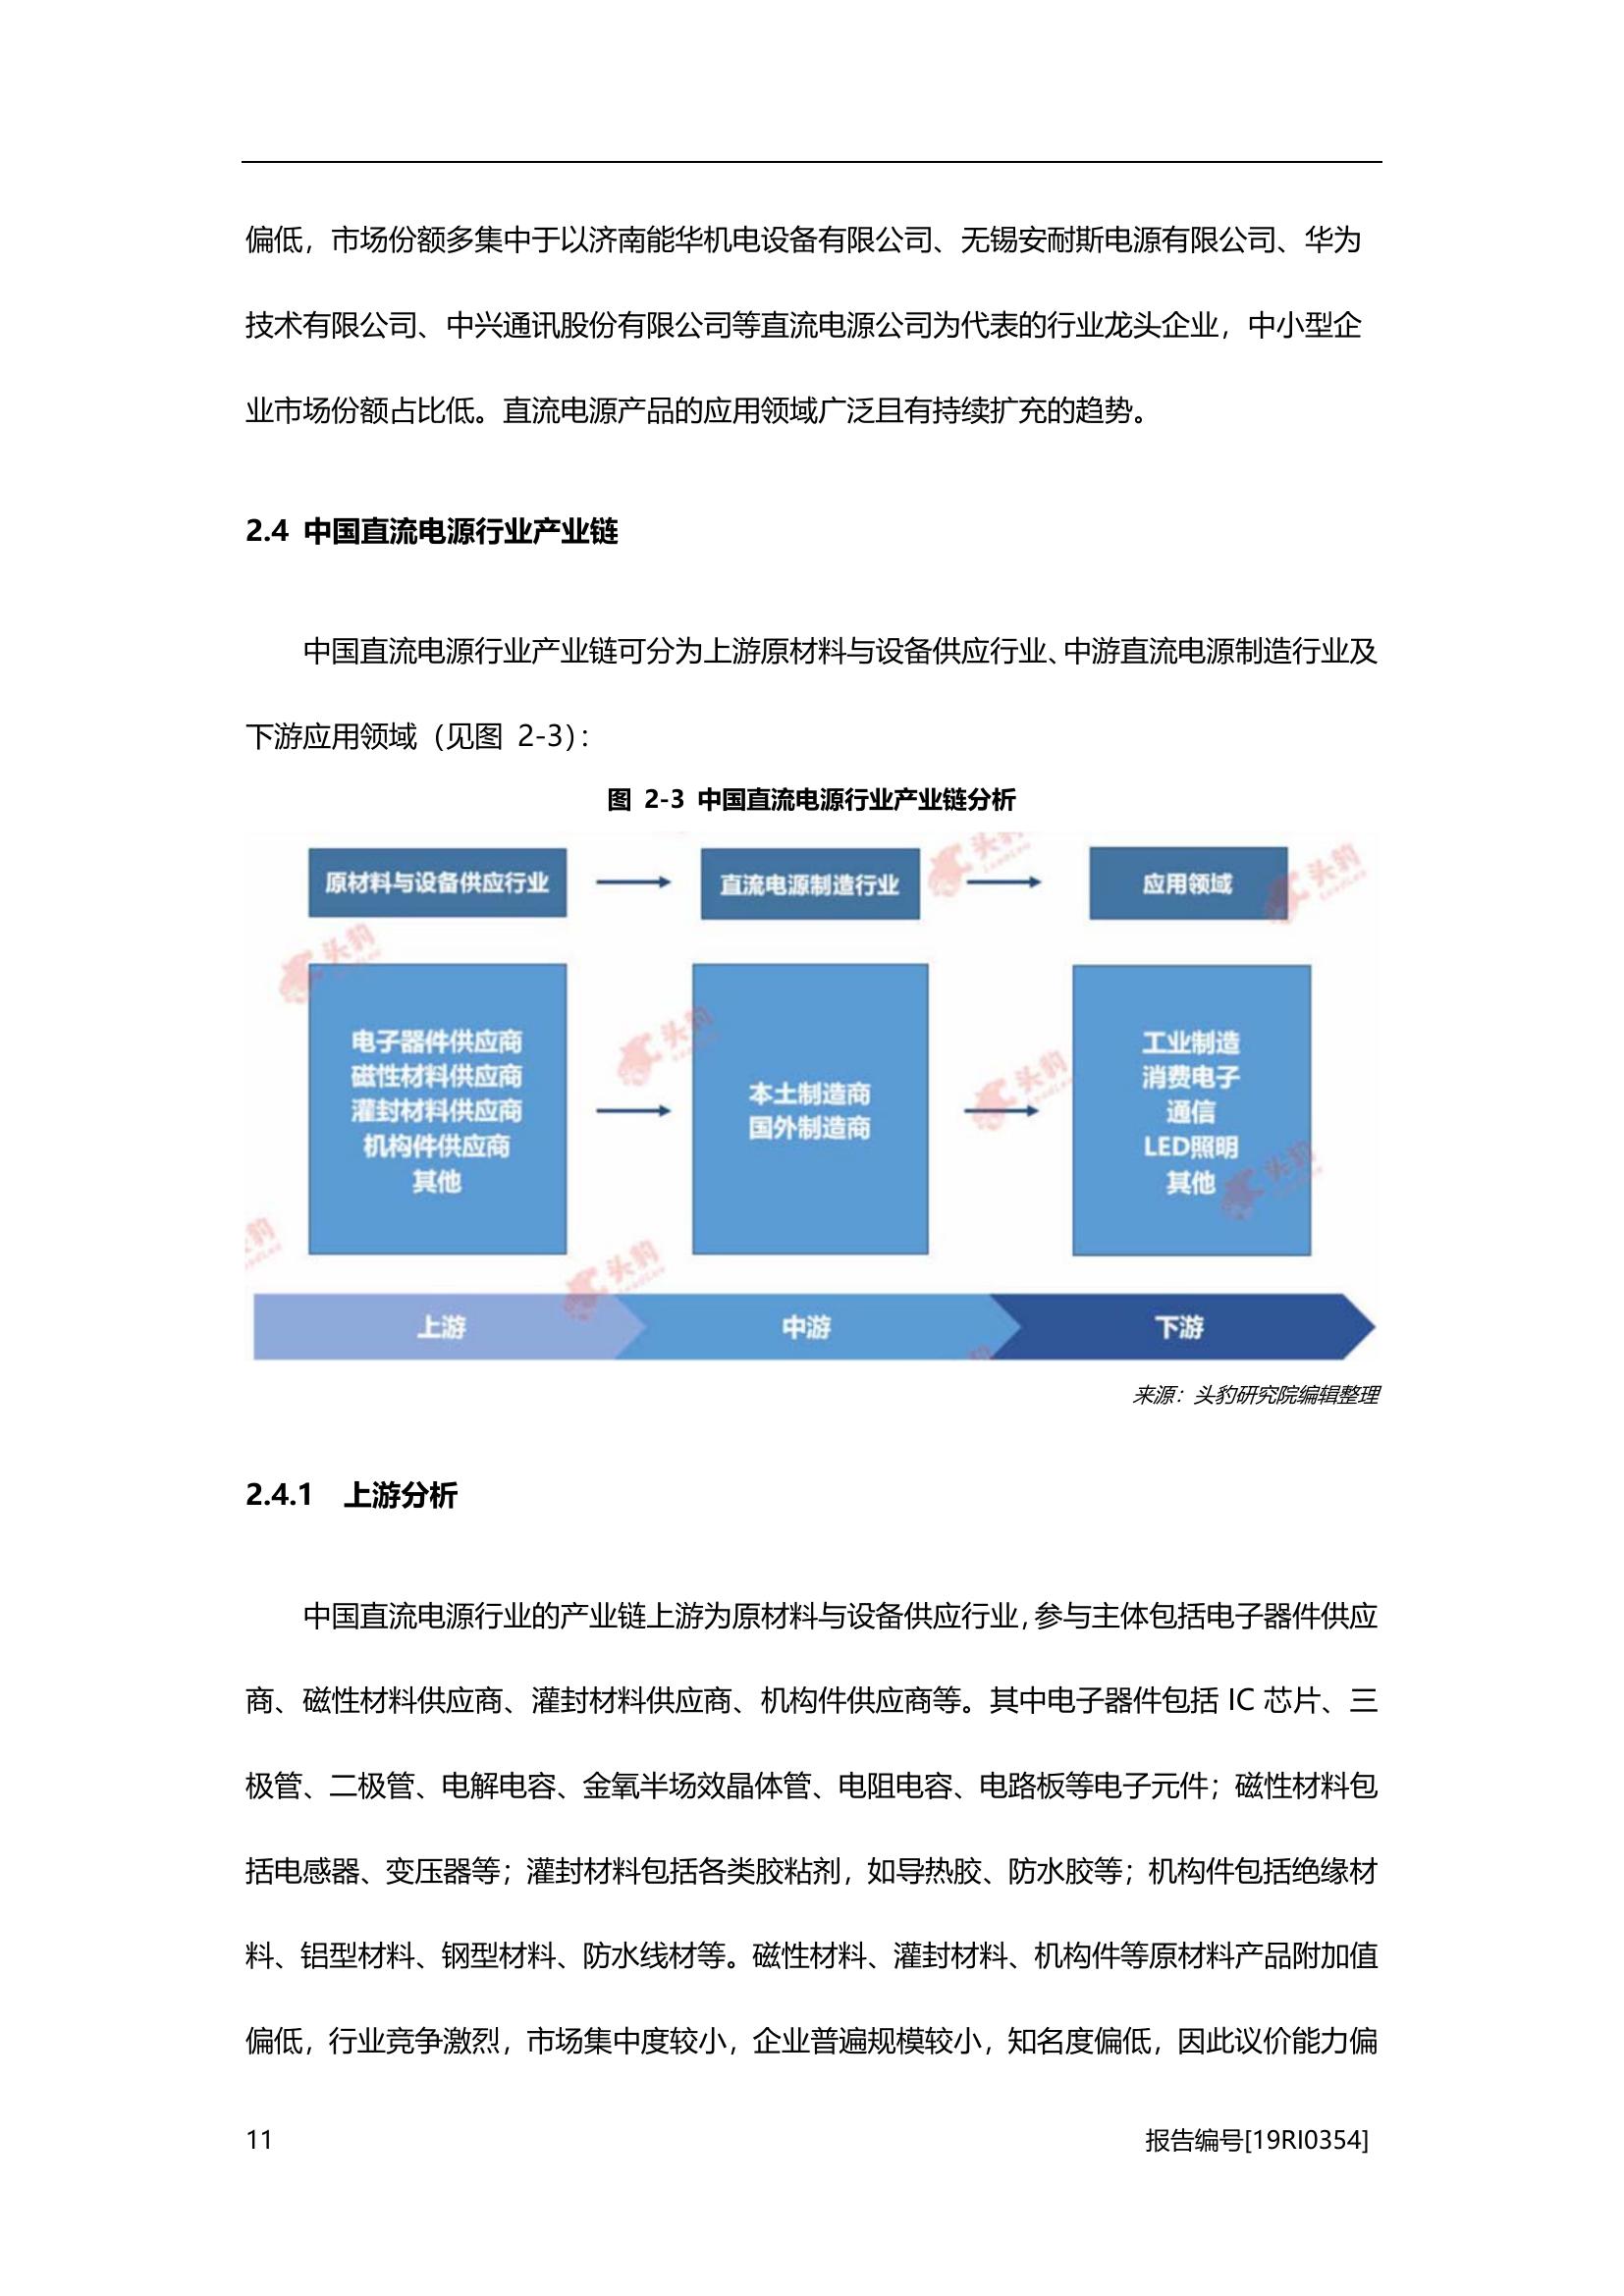 偏低，市场份额多集中于以济南能华机电设备有限公司、无锡安耐斯电源有限公司、华为
技术有限公司、中兴通讯股份有限公司等直流电源公司为代表的行业龙头企业，中小型企
业市场份额占比低。直流电源产品的应用领域广泛且有持续扩充的趋势。
2.4 中国直流电源行业产业链
中国直流电源行业产业链可分为上游原材料与设备供应行业、中游直流电源制造行业及
下游应用领域（见图 2-3）：
图 2-3 中国直流电源行业产业链分析
原材料与设备供应行业
直流电源制造行业
应用领域
电子器件供应商
磁性材料供应商
灌封材料供应商
机构件供应商
其他
本土制造商
国外制造商
工业制造
消费电子
通信
LED照明
其他
上游
中游
下游
头豹
头豹
头豹
头豹
头豹
头豹
头豹
来源：头豹研究院编辑整理
2.4.1 上游分析
中国直流电源行业的产业链上游为原材料与设备供应行业，参与主体包括电子器件供应
商、磁性材料供应商、灌封材料供应商、机构件供应商等。其中电子器件包括 IC 芯片、三
极管、二极管、电解电容、金氧半场效晶体管、电阻电容、电路板等电子元件；磁性材料包
括电感器、变压器等；灌封材料包括各类胶粘剂，如导热胶、防水胶等；机构件包括绝缘材
料、铝型材料、钢型材料、防水线材等。磁性材料、灌封材料、机构件等原材料产品附加值
偏低，行业竞争激烈，市场集中度较小，企业普遍规模较小，知名度偏低，因此议价能力偏
11
报告编号[19RI0354]